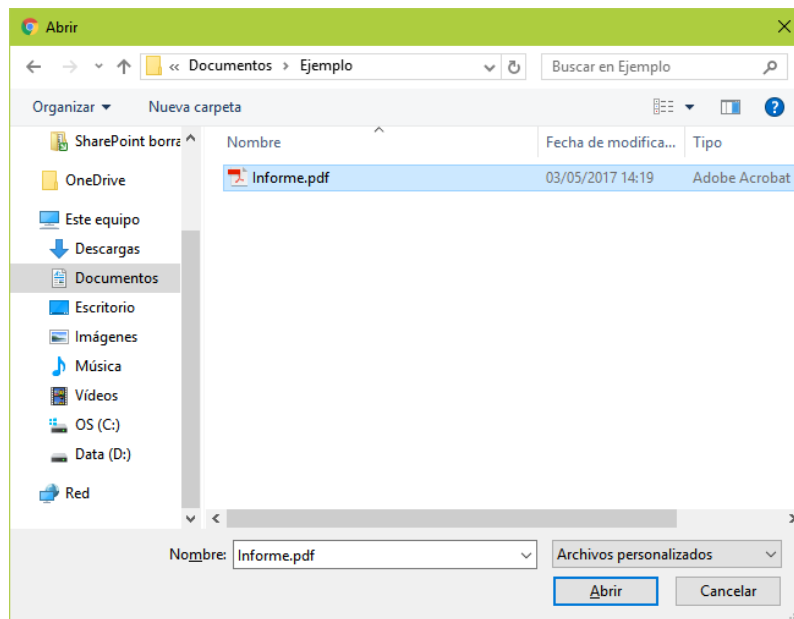 Abrir
« Documentos > Ejemplo
Buscar en Ejemplo
Organizar
Nueva carpeta
SharePoint borra
OneDrive
Este equipo
Descargas
Documentos
Escritorio
Imágenes
Música
Vídeos
OS (C:)
Data (D:)
Red
Nombre Fecha de modifica... Tipo
Informe.pdf 03/05/2017 14:19 Adobe Acrobat
Nombre: Informe.pdf
Archivos personalizados
Abrir Cancelar